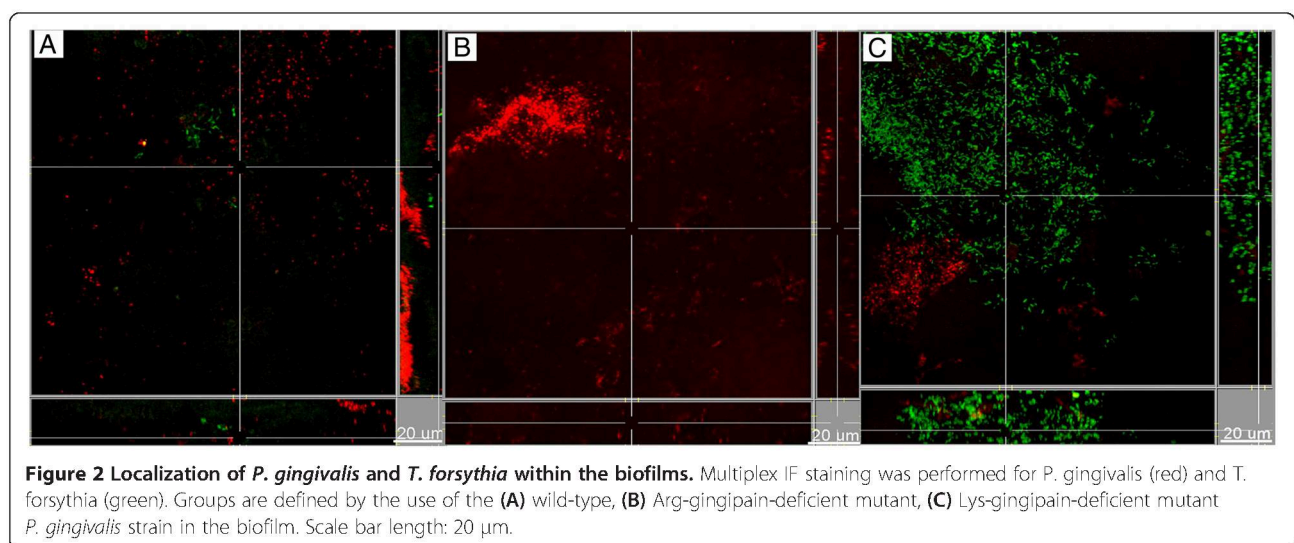 A
B
C
20 um
20 um
20 um
Figure 2 Localization of P. gingivalis and T. forsythia within the biofilms. Multiplex IF staining was performed for P. gingivalis (red) and T.
forsythia (green). Groups are defined by the use of the (A) wild-type, (B) Arg-gingipain-deficient mutant, (C) Lys-gingipain-deficient mutant
P. gingivalis strain in the biofilm. Scale bar length: 20 μm.